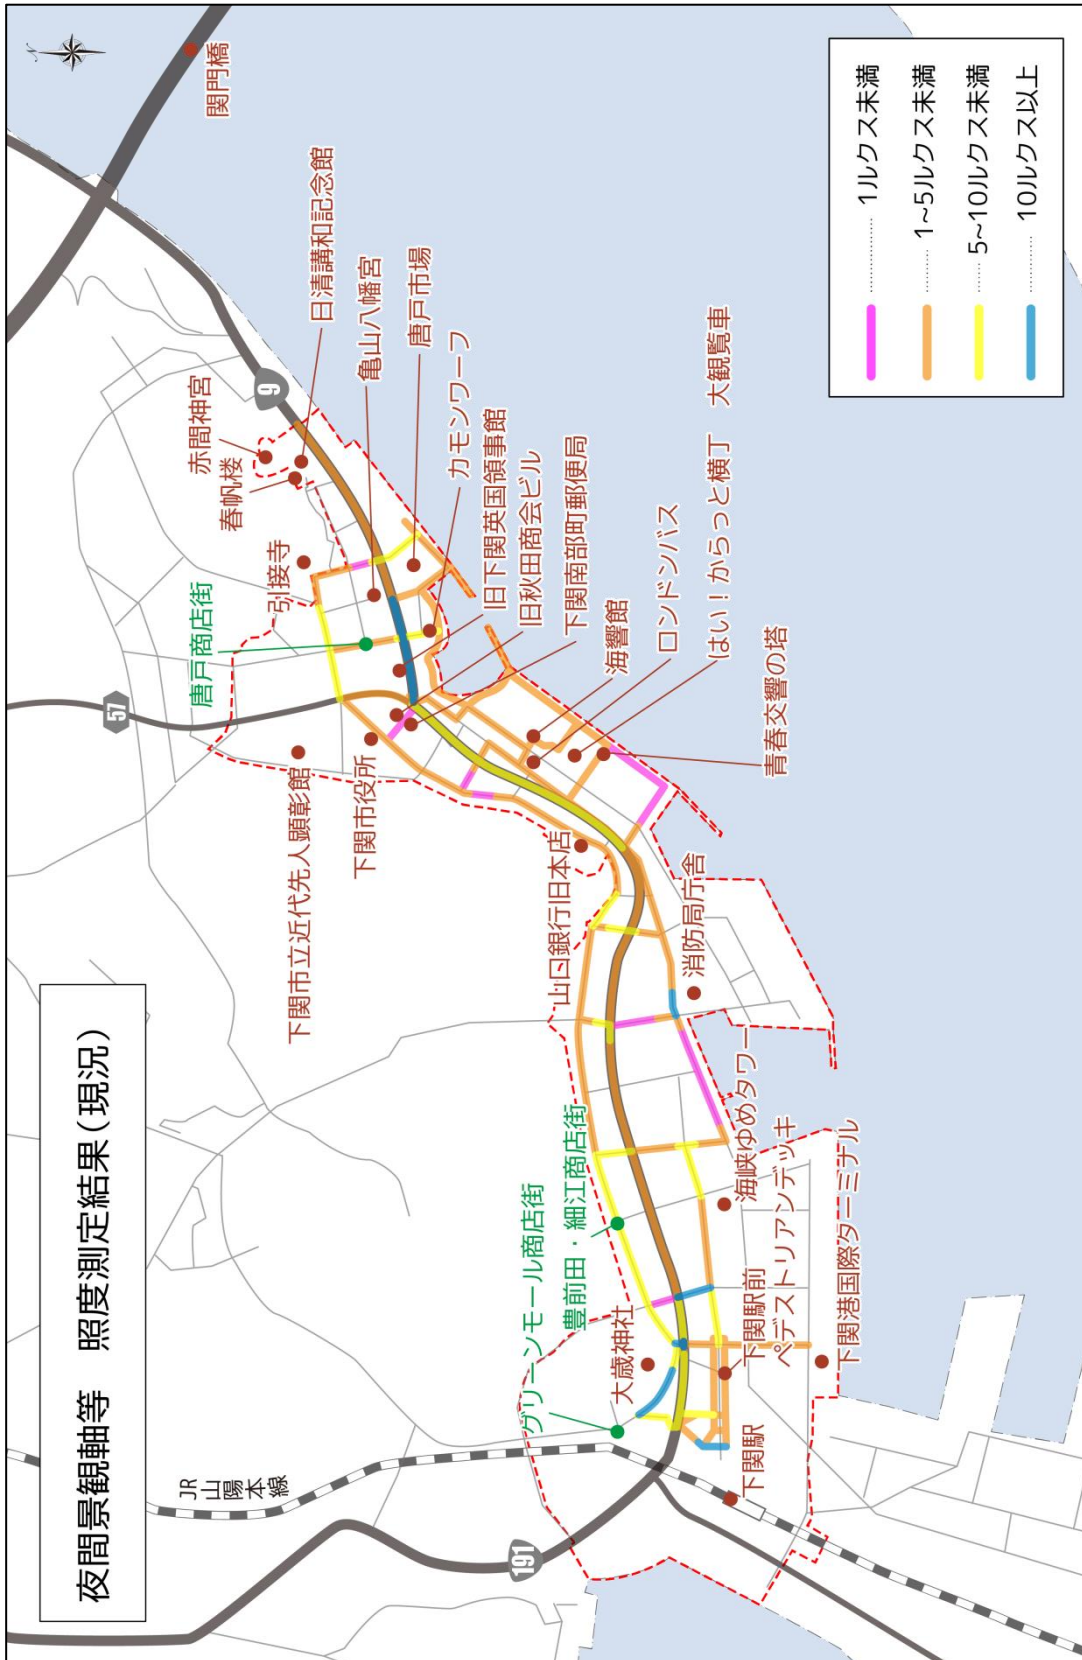 夜間景観軸等　照度測定結果（現況）
1ルクス未満
1~5ルクス未満
5~10ルクス未満
10ルクス以上
N
関門橋
日清講和記念館
亀山八幡宮
唐戸市場
赤間神宮
春帆楼
9
カモンワーフ
引接寺
旧下関英国領事館
旧秋田商会ビル
下関南部町郵便局
唐戸商店街
海響館
ロンドンバス
はい！からっと横丁　大観覧車
青春交響の塔
57
下関市立近代先人顕彰館
下関市役所
山口銀行旧本店
消防局庁舎
海峡ゆめタワー
豊前田・細江商店街
グリーンモール商店街
大歳神社
下関駅前
ペデストリアンデッキ
下関港国際ターミナル
下関駅
JR
山
陽
本
線
191